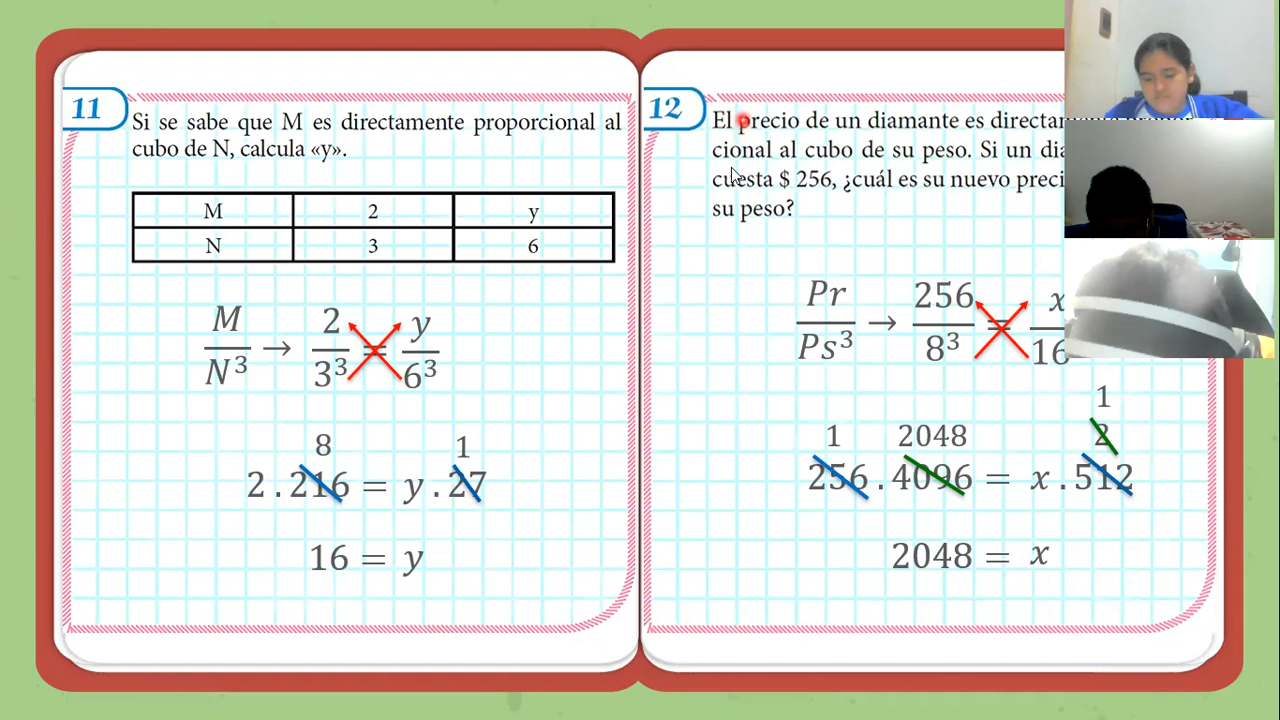 11
Si se sabe que M es directamente proporcional al
cubo de N, calcula «y».
M 2 y
N 3 6
M/N³ → 2/3³ = y/6³
8 1
2 . 216 = y . 27
16 = y
12
El precio de un diamante es
cional al cubo de su peso. Si un
cuesta $ 256, ¿cuál es su nuevo
su peso?
Pr/Ps³ → 256/8³ = x/16
1
1 2048 2
256 . 4096 = x . 512
2048 = x